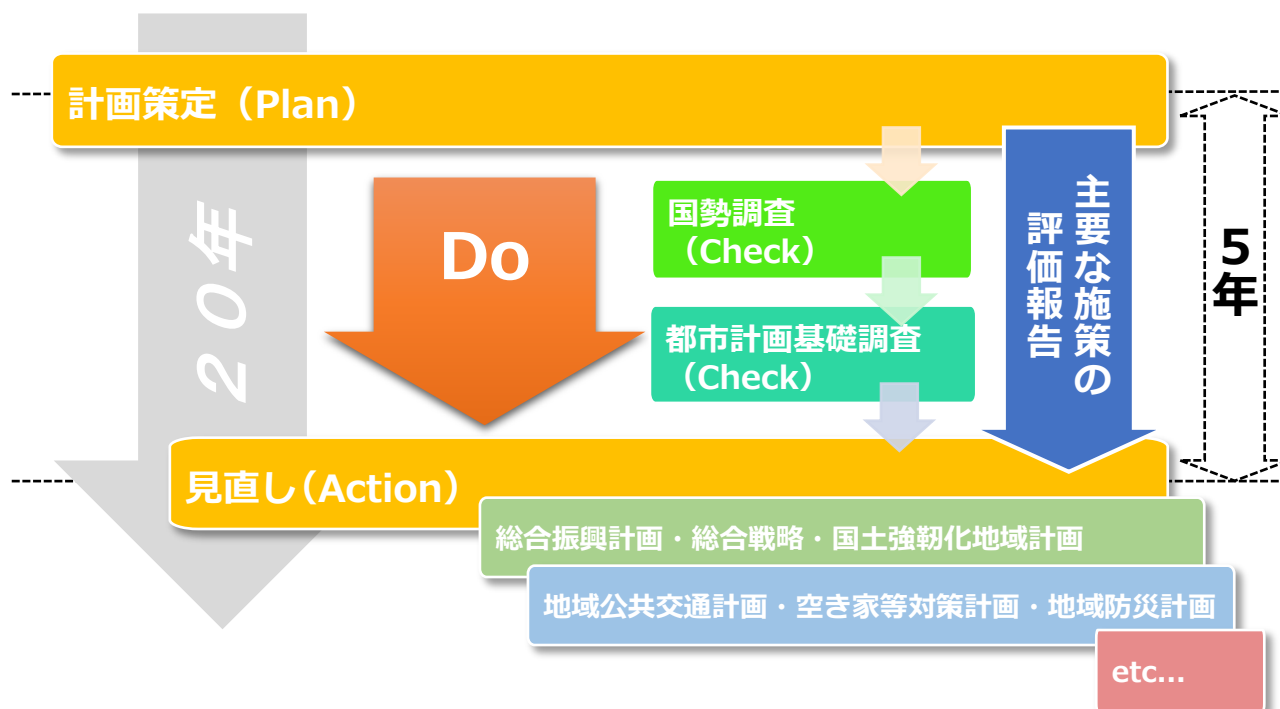 計画策定（Plan）
２０年
Do
国勢調査
（Check）
都市計画基礎調査
（Check）
主要な施策の
評価報告
5
年
見直し（Action）
総合振興計画・総合戦略・国土強靭化地域計画
地域公共交通計画・空き家等対策計画・地域防災計画
etc...